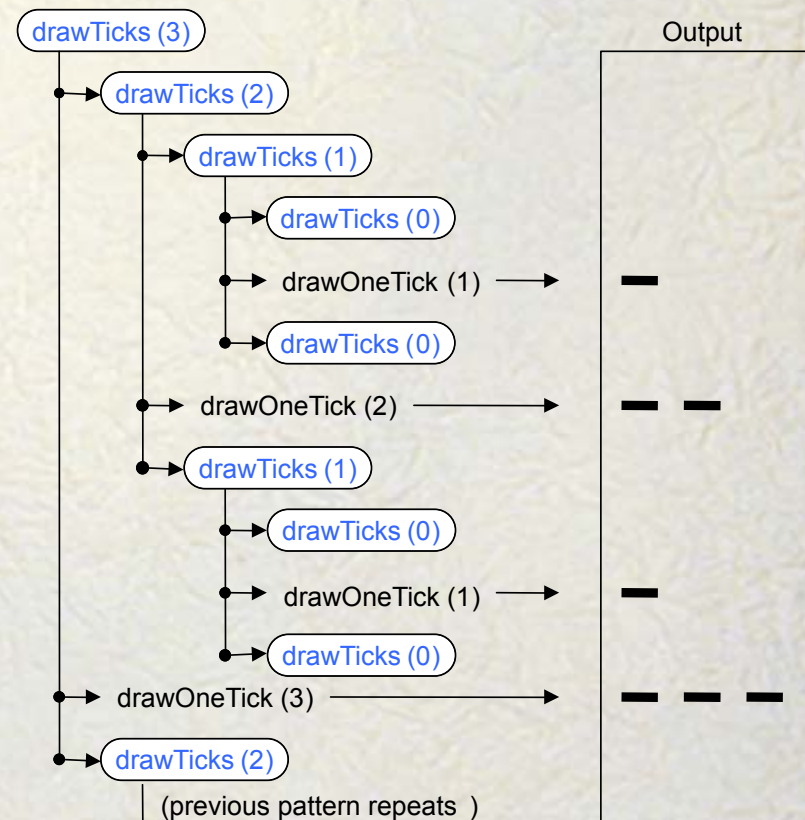 drawTicks (3)
Output
drawTicks (2)
drawTicks (1)
drawTicks (0)
drawOneTick (1)
drawTicks (0)
drawOneTick (2)
drawTicks (1)
drawTicks (0)
drawOneTick (1)
drawTicks (0)
drawOneTick (3)
drawTicks (2)
(previous pattern repeats )